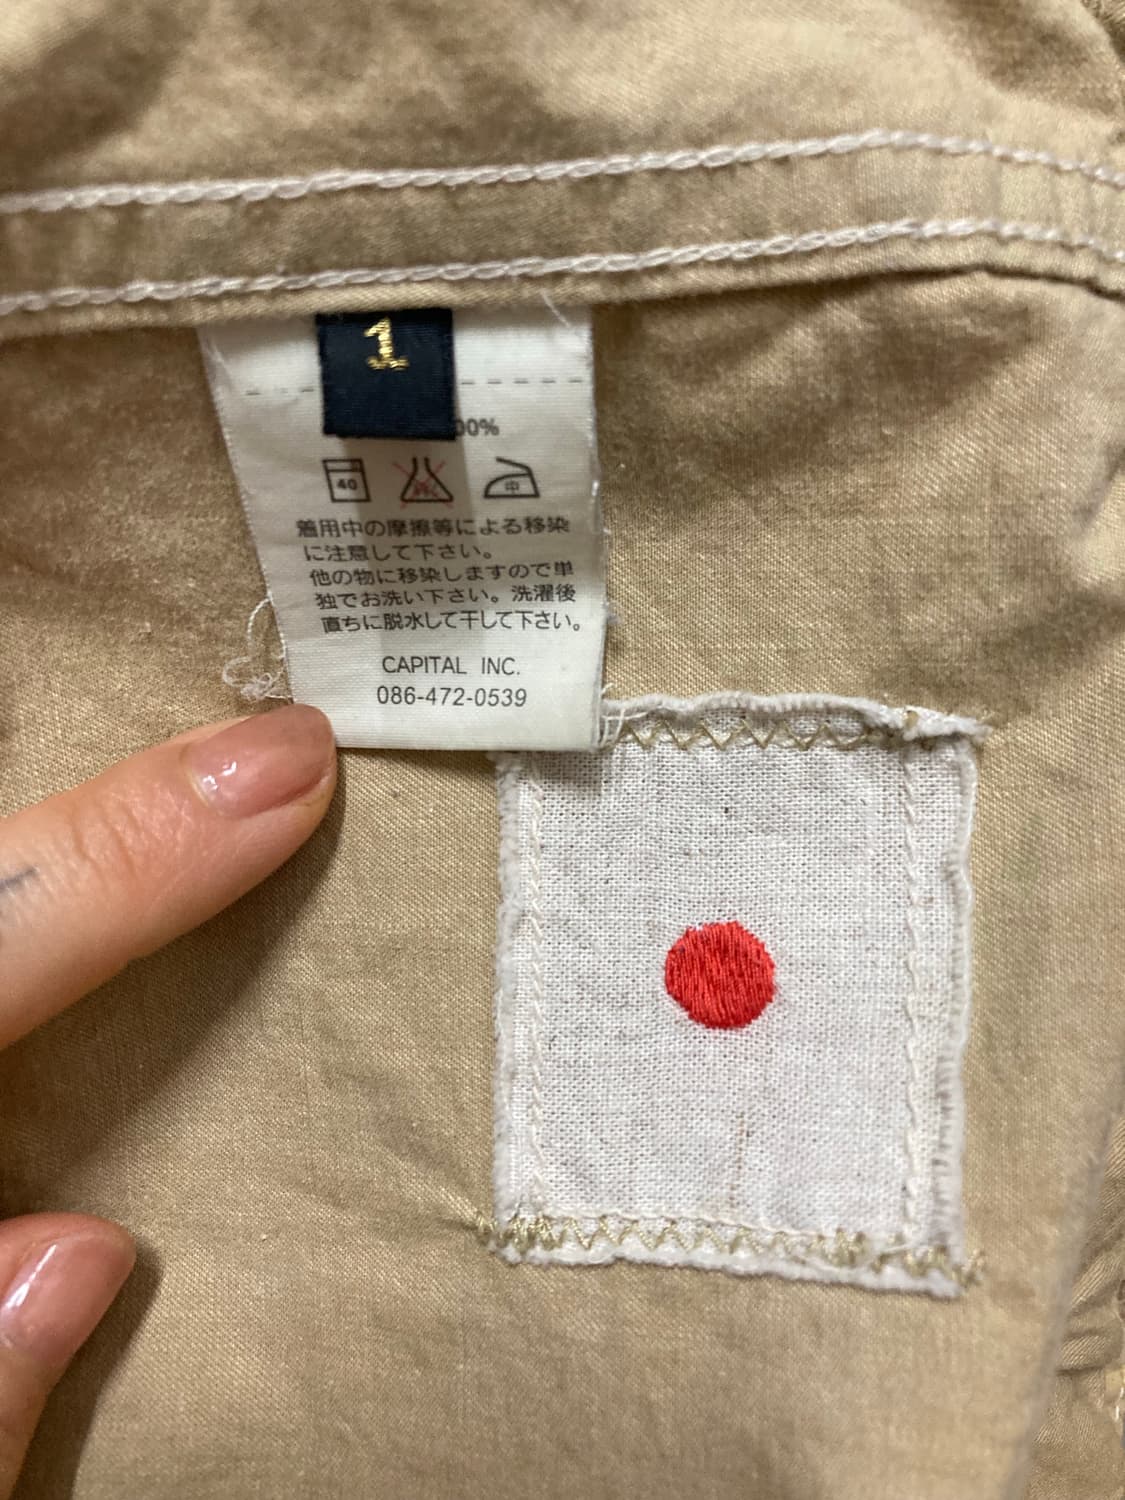 1
00%
40
中
着用中の摩擦等による移染
に注意して下さい。
他の物に移染しますので単
独でお洗い下さい。洗濯後
直ちに脱水して干して下さい。
CAPITAL INC.
086-472-0539